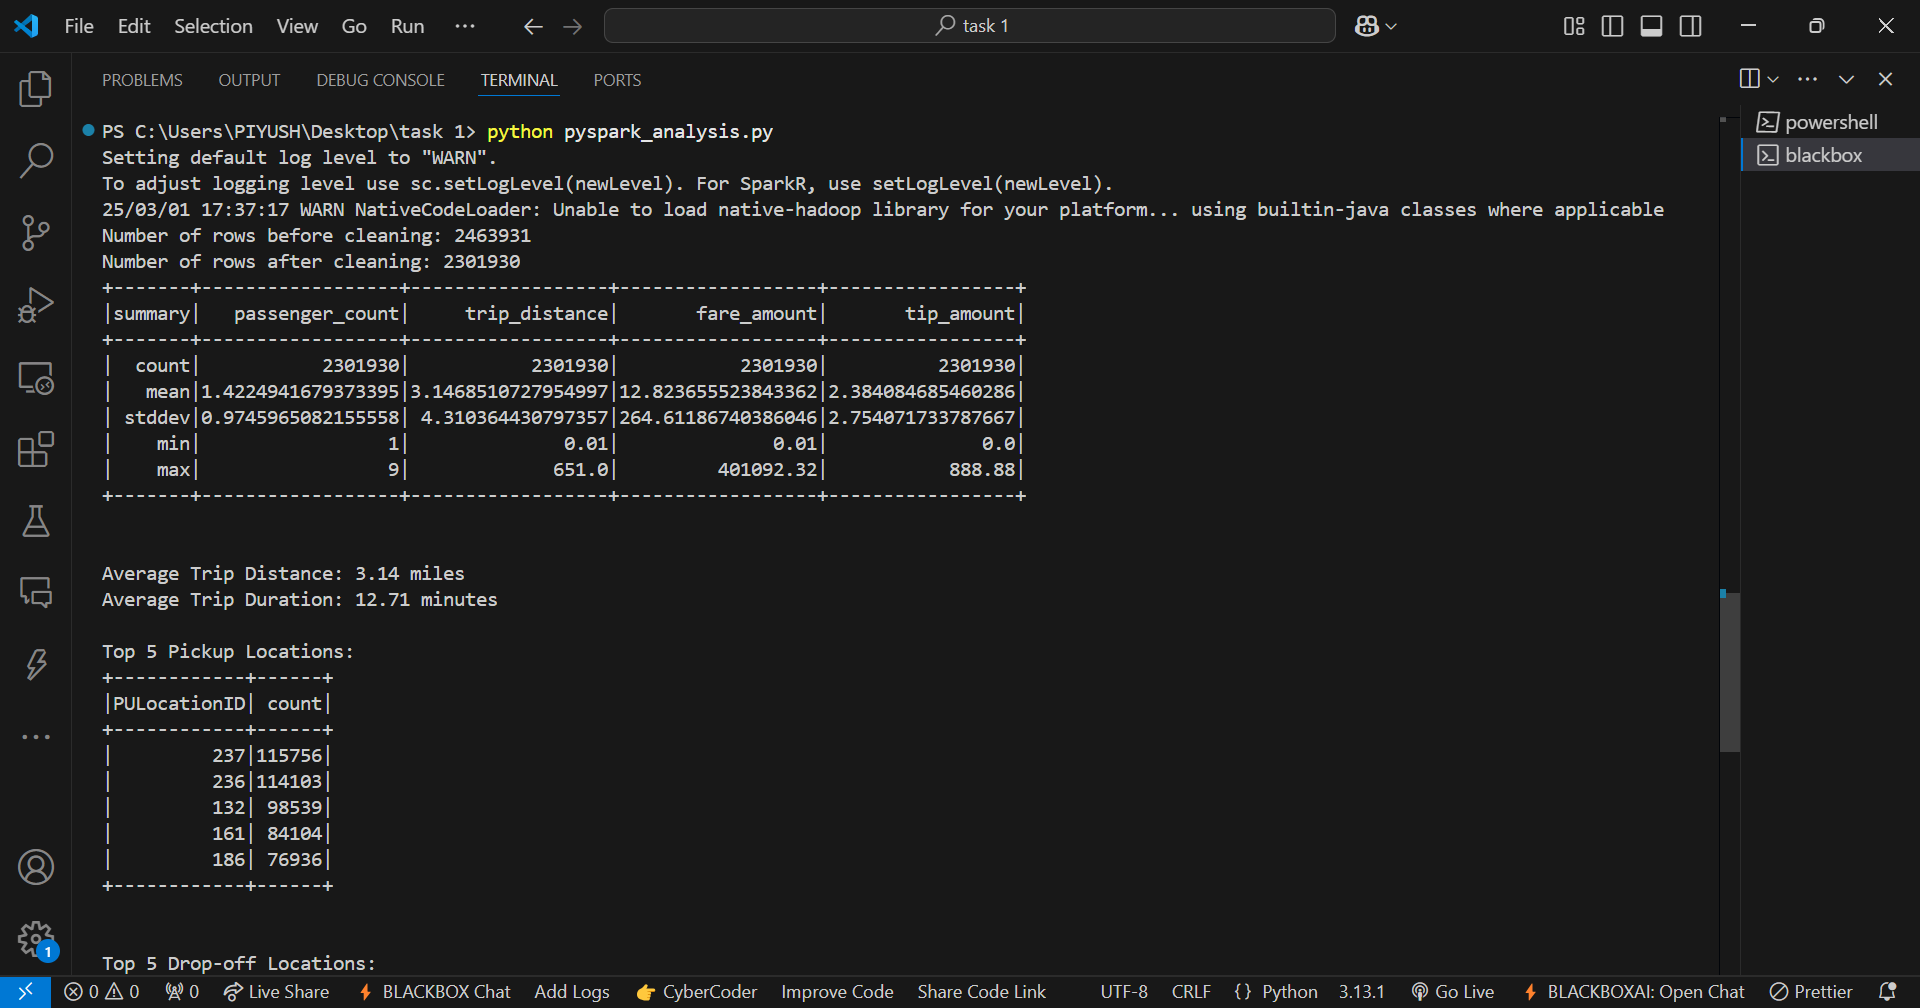 File Edit Selection View Go Run ··· task 1
PROBLEMS OUTPUT DEBUG CONSOLE TERMINAL PORTS
powershell
blackbox
PS C:\Users\PIYUSH\Desktop\task 1> python pyspark_analysis.py
Setting default log level to "WARN".
To adjust logging level use sc.setLogLevel(newLevel). For SparkR, use setLogLevel(newLevel).
25/03/01 17:37:17 WARN NativeCodeLoader: Unable to load native-hadoop library for your platform... using builtin-java classes where applicable
Number of rows before cleaning: 2463931
Number of rows after cleaning: 2301930
+-------+------------------+------------------+------------------+-----------------+
|summary|   passenger_count|     trip_distance|       fare_amount|       tip_amount|
+-------+------------------+------------------+------------------+-----------------+
|  count|           2301930|           2301930|           2301930|          2301930|
|   mean|1.4224941679373395|3.1468510727954997|12.823655523843362|2.384084685460286|
| stddev|0.9745965082155558| 4.310364430797357|264.61186740386046|2.754071733787667|
|    min|                 1|              0.01|              0.01|              0.0|
|    max|                 9|             651.0|         401092.32|           888.88|
+-------+------------------+------------------+------------------+-----------------+
Average Trip Distance: 3.14 miles
Average Trip Duration: 12.71 minutes
Top 5 Pickup Locations:
+------------+------+
|PULocationID| count|
+------------+------+
|         237|115756|
|         236|114103|
|         132| 98539|
|         161| 84104|
|         186| 76936|
+------------+------+
Top 5 Drop-off Locations:
1
0 0 0 Live Share BLACKBOX Chat Add Logs CyberCoder Improve Code Share Code Link UTF-8 CRLF {} Python 3.13.1 Go Live BLACKBOXAI: Open Chat Prettier